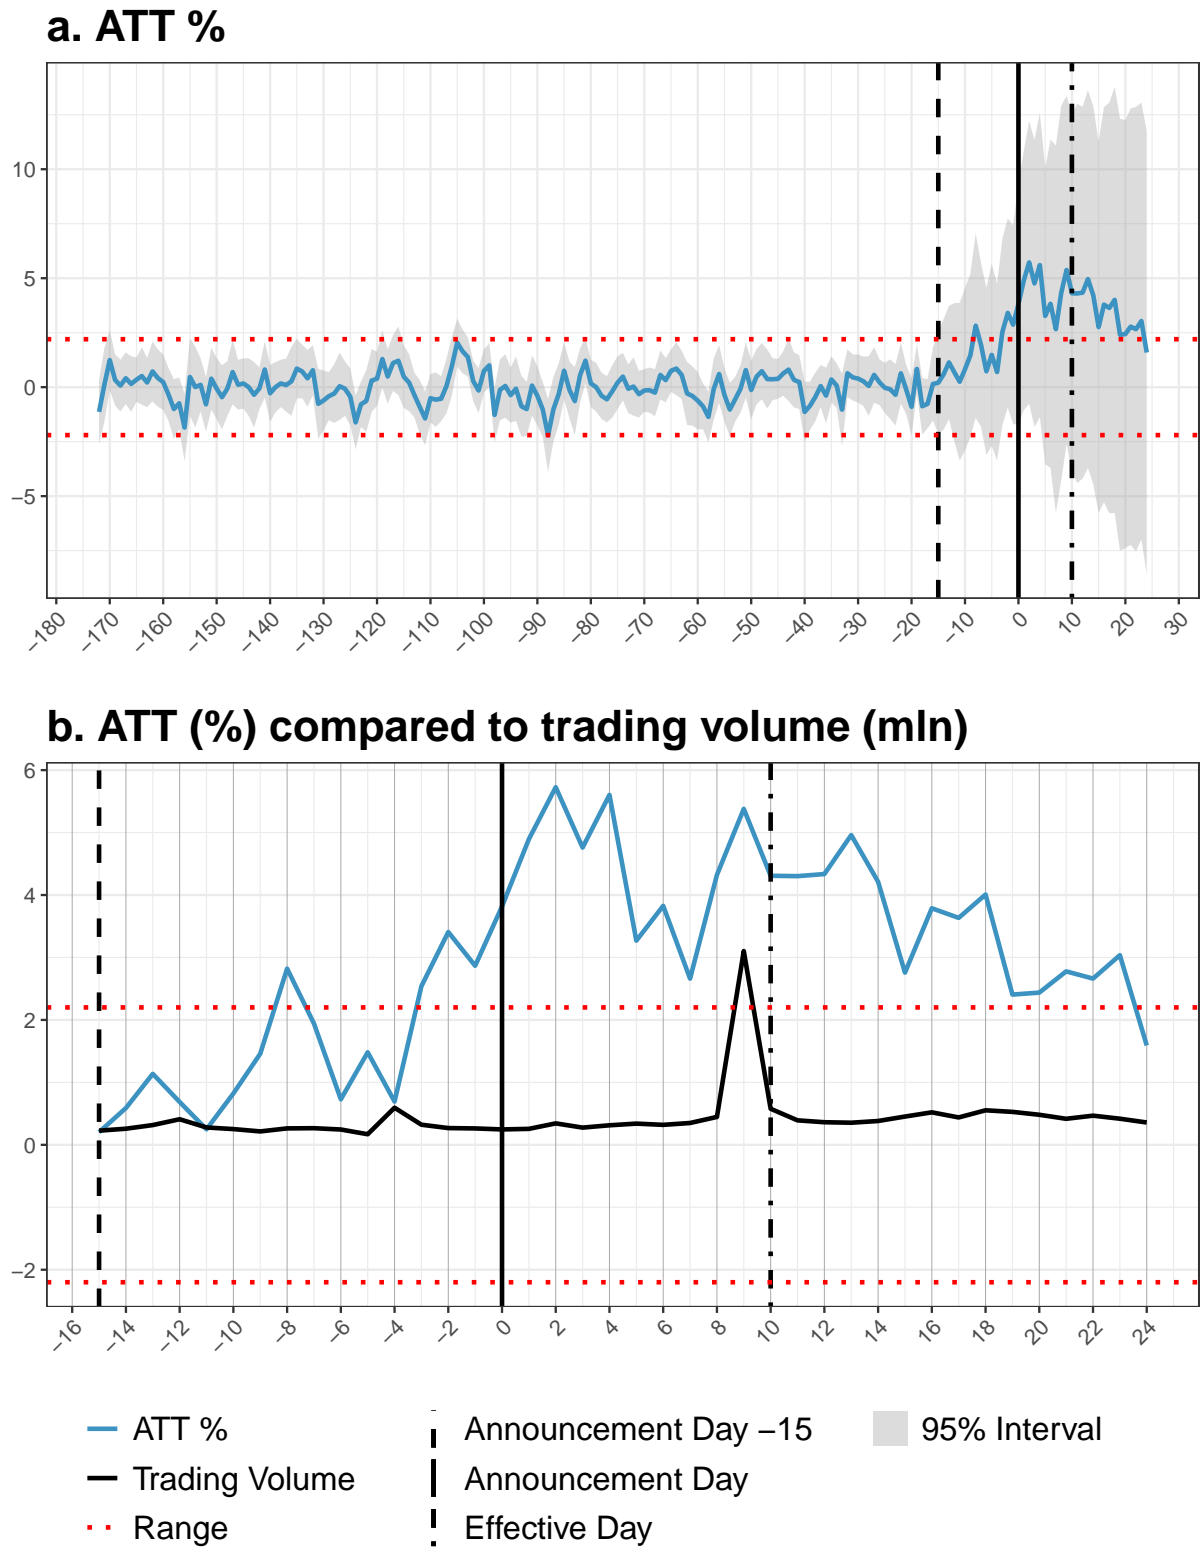 a. ATT %
10
5
0
−5
−180 −170 −160 −150 −140 −130 −120 −110 −100 −90 −80 −70 −60 −50 −40 −30 −20 −10 0 10 20 30
b. ATT (%) compared to trading volume (mln)
6
4
2
0
−2
−16 −14 −12 −10 −8 −6 −4 −2 0 2 4 6 8 10 12 14 16 18 20 22 24
ATT % Announcement Day −15 95% Interval
Trading Volume Announcement Day
Range Effective Day